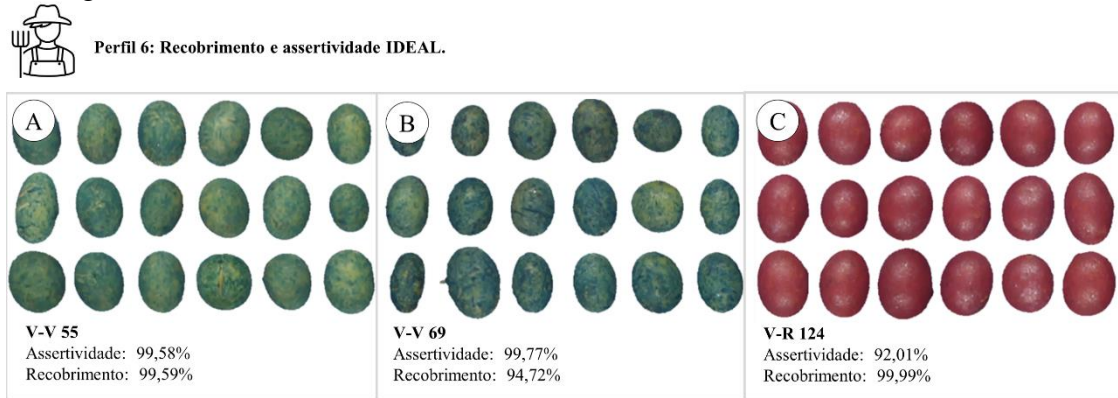 Perfil 6: Recobrimento e assertividade IDEAL.
A
B
C
V-V 55
Assertividade: 99,58%
Recobrimento: 99,59%
V-V 69
Assertividade: 99,77%
Recobrimento: 94,72%
V-R 124
Assertividade: 92,01%
Recobrimento: 99,99%